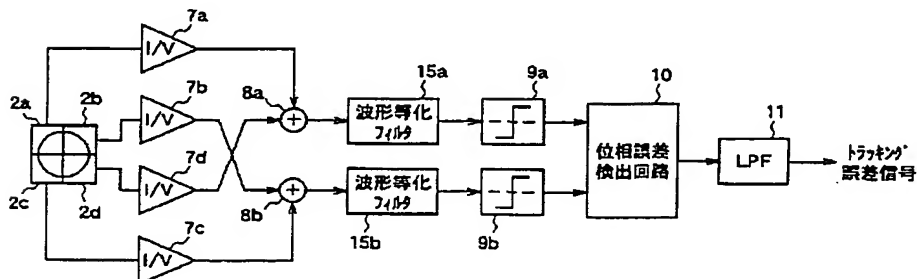 7a
I/V
7b
I/V
8a
+
15a
波形等化
フィルタ
9a
10
位相誤差
検出回路
11
LPF
トラッキング
誤差信号
2a
2b
2c
2d
7d
I/V
8b
+
波形等化
フィルタ
15b
9b
7c
I/V